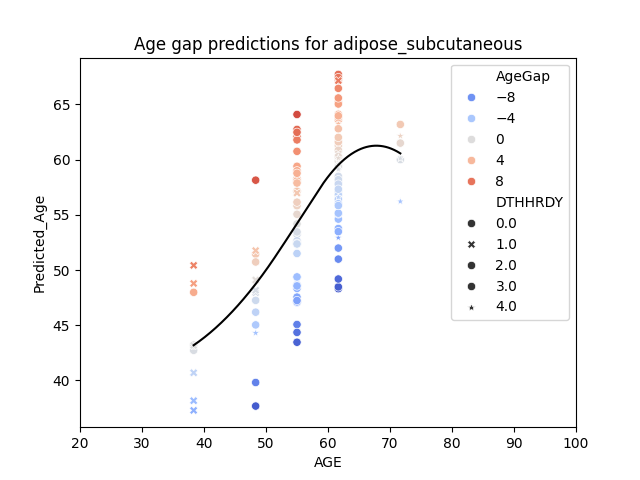 Age gap predictions for adipose_subcutaneous
Predicted_Age
65
60
55
50
45
40
20 30 40 50 60 70 80 90 100
AGE
AgeGap
−8
−4
0
4
8
DTHHRDY
0.0
1.0
2.0
3.0
4.0